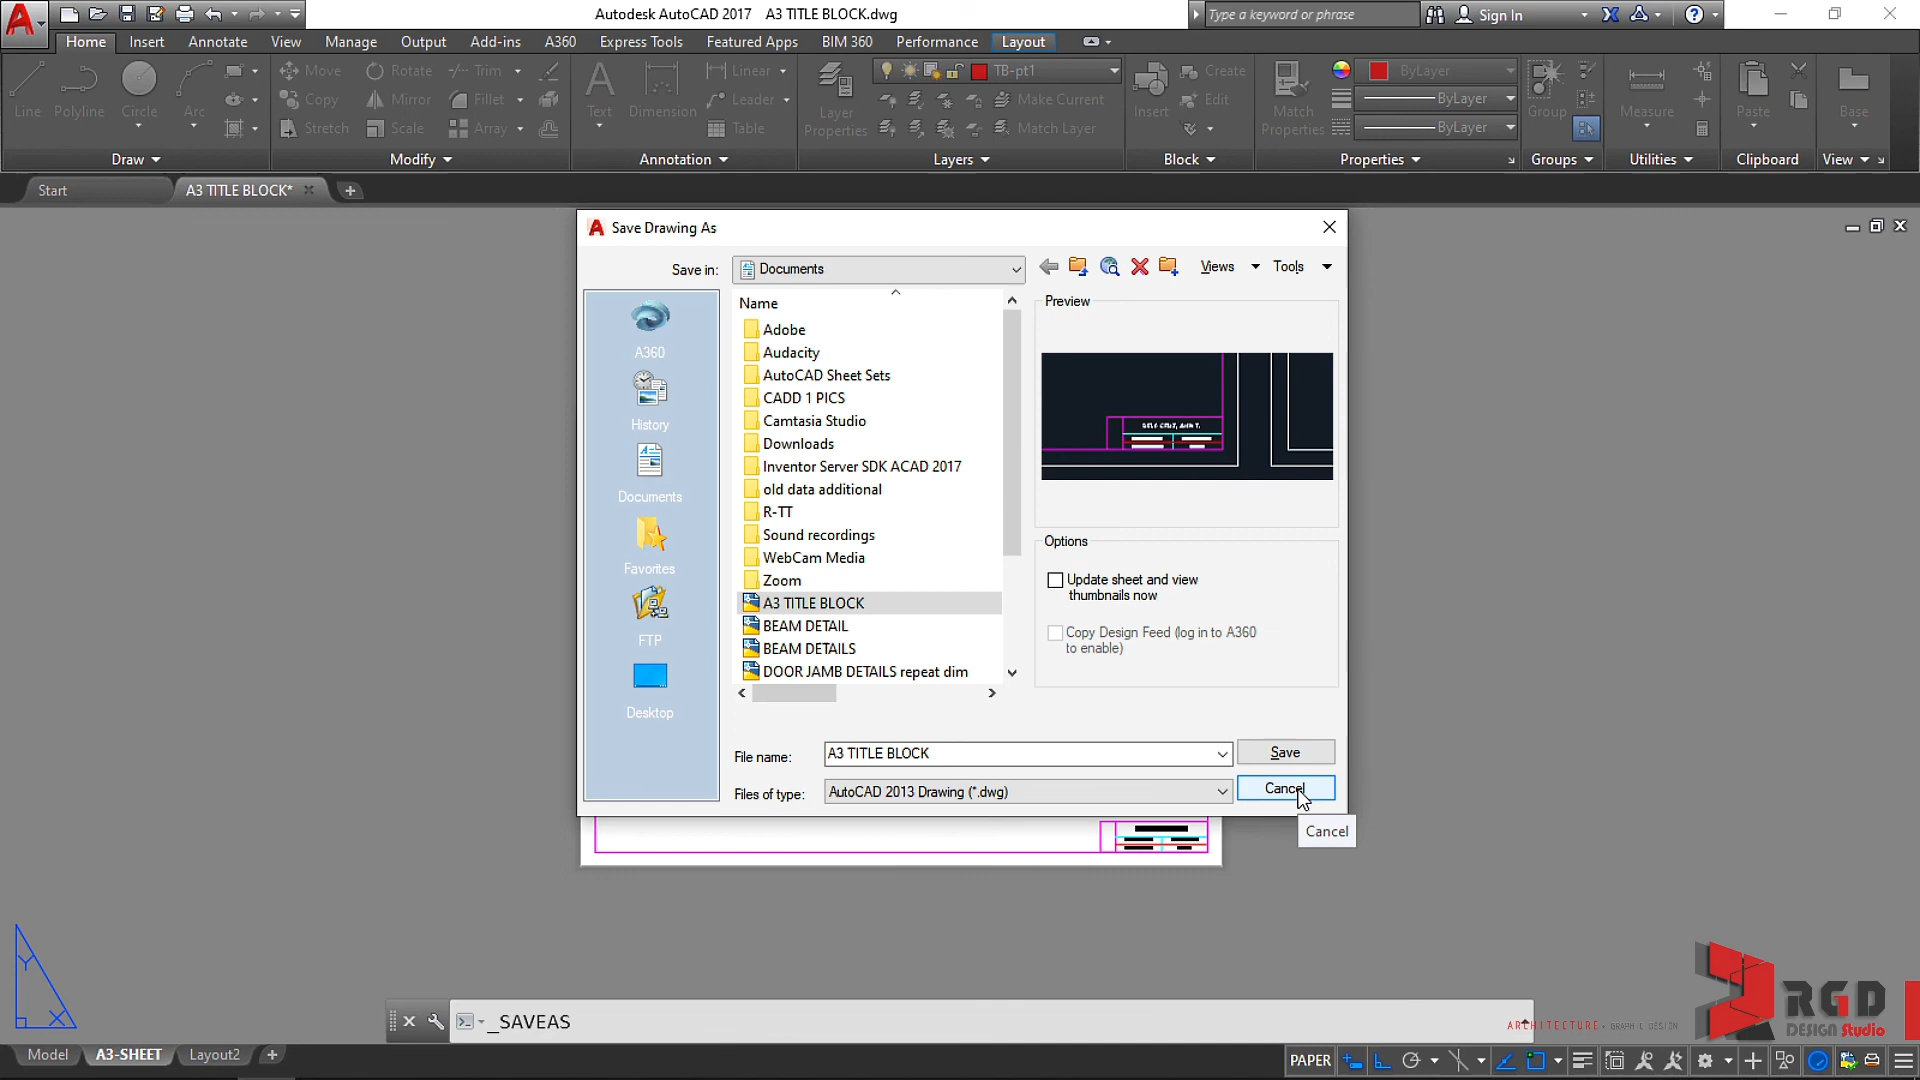 Autodesk AutoCAD 2017 A3 TITLE BLOCK.dwg
Type a keyword or phrase
Sign In
Home Insert Annotate View Manage Output Add-ins A360 Express Tools Featured Apps BIM 360 Performance Layout
Line Polyline Circle Arc
Move Rotate Trim
Copy Mirror Fillet
Stretch Scale Array
Text Dimension
Linear
Leader
Table
Layer Properties
TB-pt1
Make Current
Match Layer
Insert
Create
Edit
Match Properties
ByLayer
ByLayer
ByLayer
Group
Measure
Paste
Base
Draw Modify Annotation Layers Block Properties Groups Utilities Clipboard View
Start A3 TITLE BLOCK*
Save Drawing As
Save in: Documents
Views Tools
Name
Adobe
Audacity
AutoCAD Sheet Sets
CADD 1 PICS
Camtasia Studio
Downloads
Inventor Server SDK ACAD 2017
old data additional
R-TT
Sound recordings
WebCam Media
Zoom
A3 TITLE BLOCK
BEAM DETAIL
BEAM DETAILS
DOOR JAMB DETAILS repeat dim
A360
History
Documents
Favorites
FTP
Desktop
Preview
Options
Update sheet and view
thumbnails now
Copy Design Feed (log in to A360
to enable)
File name: A3 TITLE BLOCK
Save
Files of type: AutoCAD 2013 Drawing (*.dwg)
Cancel
Cancel
Y
X
_SAVEAS
ARCHITECTURE + GRAPHIC DESIGN
RGD
DESIGN Studio
Model A3-SHEET Layout2
PAPER